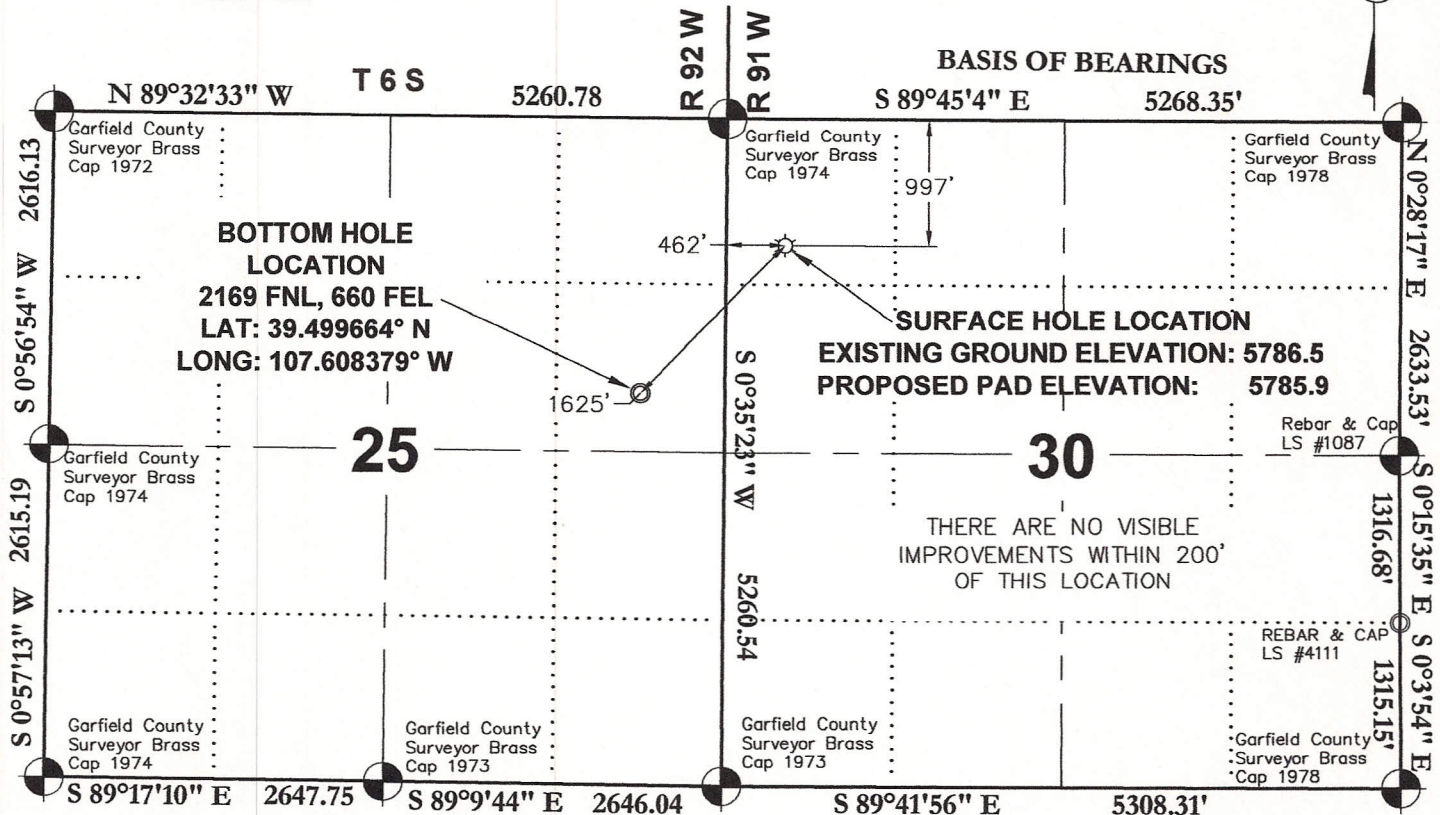 R 92 W
R 91 W
T 6 S
BASIS OF BEARINGS
N 89°32'33" W
5260.78
S 89°45'4" E
5268.35'
Garfield County
Surveyor Brass
Cap 1972
Garfield County
Surveyor Brass
Cap 1974
Garfield County
Surveyor Brass
Cap 1978
S 0°56'54" W 2616.13
N 0°28'17" E 2633.53'
997'
462'
BOTTOM HOLE
LOCATION
2169 FNL, 660 FEL
LAT: 39.499664° N
LONG: 107.608379° W
SURFACE HOLE LOCATION
EXISTING GROUND ELEVATION: 5786.5
PROPOSED PAD ELEVATION: 5785.9
1625'
S 0°35'23" W 5260.54
Rebar & Cap
LS #1087
25
30
Garfield County
Surveyor Brass
Cap 1974
THERE ARE NO VISIBLE
IMPROVEMENTS WITHIN 200'
OF THIS LOCATION
S 0°57'13" W 2615.19
S 0°15'35" E
1316.68'
REBAR & CAP
LS #4111
S 0°3'54" E
1315.15'
Garfield County
Surveyor Brass
Cap 1974
Garfield County
Surveyor Brass
Cap 1973
Garfield County
Surveyor Brass
Cap 1973
Garfield County
Surveyor Brass
Cap 1978
S 89°17'10" E 2647.75
S 89°9'44" E 2646.04
S 89°41'56" E 5308.31'